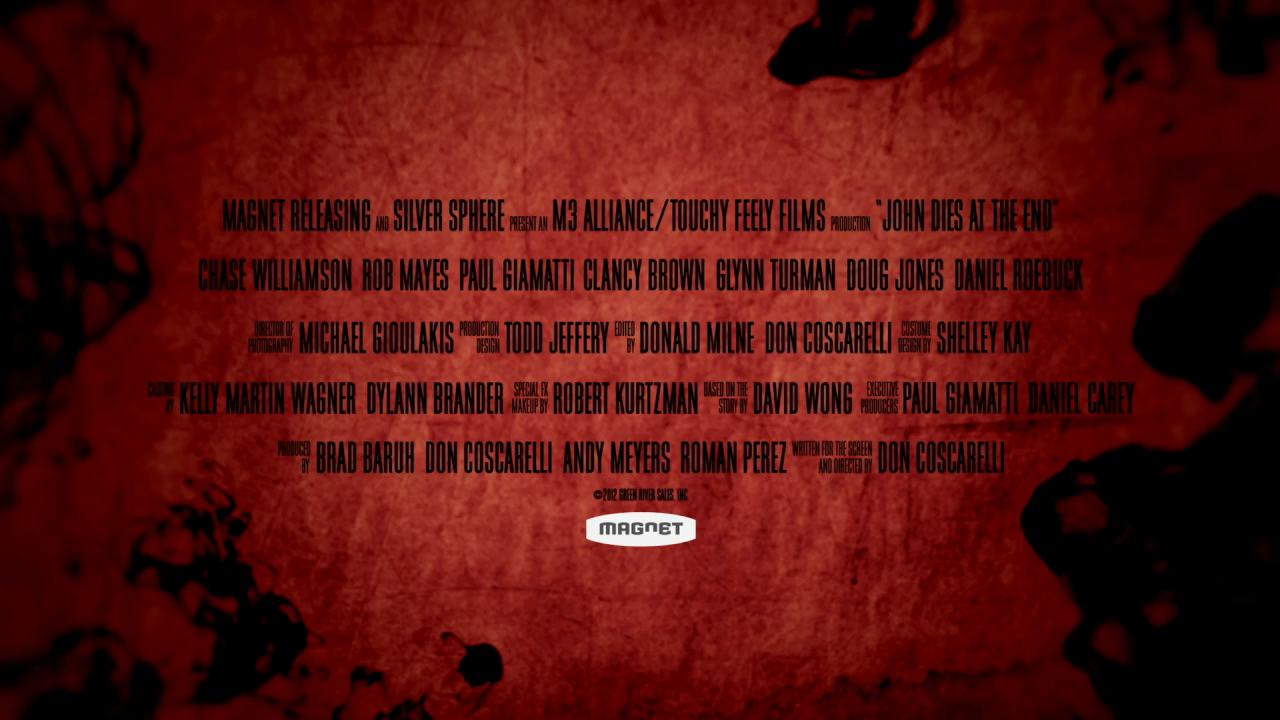 MAGNET RELEASING AND SILVER SPHERE PRESENT AN M3 ALLIANCE/TOUCHY FEELY FILMS PRODUCTION "JOHN DIES AT THE END"
CHASE WILLIAMSON ROB MAYES PAUL GIAMATTI CLANCY BROWN GLYNN TURMAN DOUG JONES DANIEL ROEBUCK
DIRECTOR OF PHOTOGRAPHY MICHAEL GIOULAKIS PRODUCTION DESIGN TODD JEFFERY EDITED BY DONALD MILNE DON COSCARELLI COSTUME DESIGN BY SHELLEY KAY
CASTING BY KELLY MARTIN WAGNER DYLANN BRANDER SPECIAL FX MAKEUP BY ROBERT KURTZMAN BASED ON THE STORY BY DAVID WONG EXECUTIVE PRODUCERS PAUL GIAMATTI DANIEL CAREY
PRODUCED BY BRAD BARUH DON COSCARELLI ANDY MEYERS ROMAN PEREZ WRITTEN FOR THE SCREEN AND DIRECTED BY DON COSCARELLI
©2012 GREEN RIVER SALES, INC
MAGNET